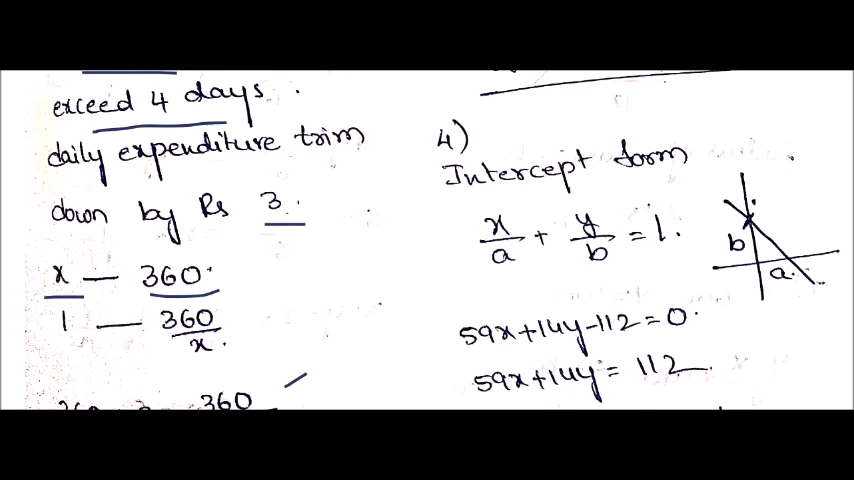 exceed 4 days.
daily expenditure trim
down by Rs 3.
x — 360.
1 — 360/x.
360
4)
Intercept form
x/a + y/b = 1.
b
a.
59x+14y-112=0.
59x+14y = 112.